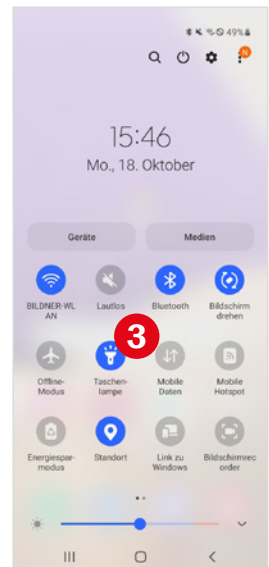 49%
N
15:46
Mo., 18. Oktober
Geräte Medien
BILDNER-WL Lautlos Bluetooth Bildschirm
AN drehen
3
Offline- Taschen- Mobile Mobile
Modus lampe Daten Hotspot
Energiespar- Standort Link zu Bildschirmrec
modus Windows order